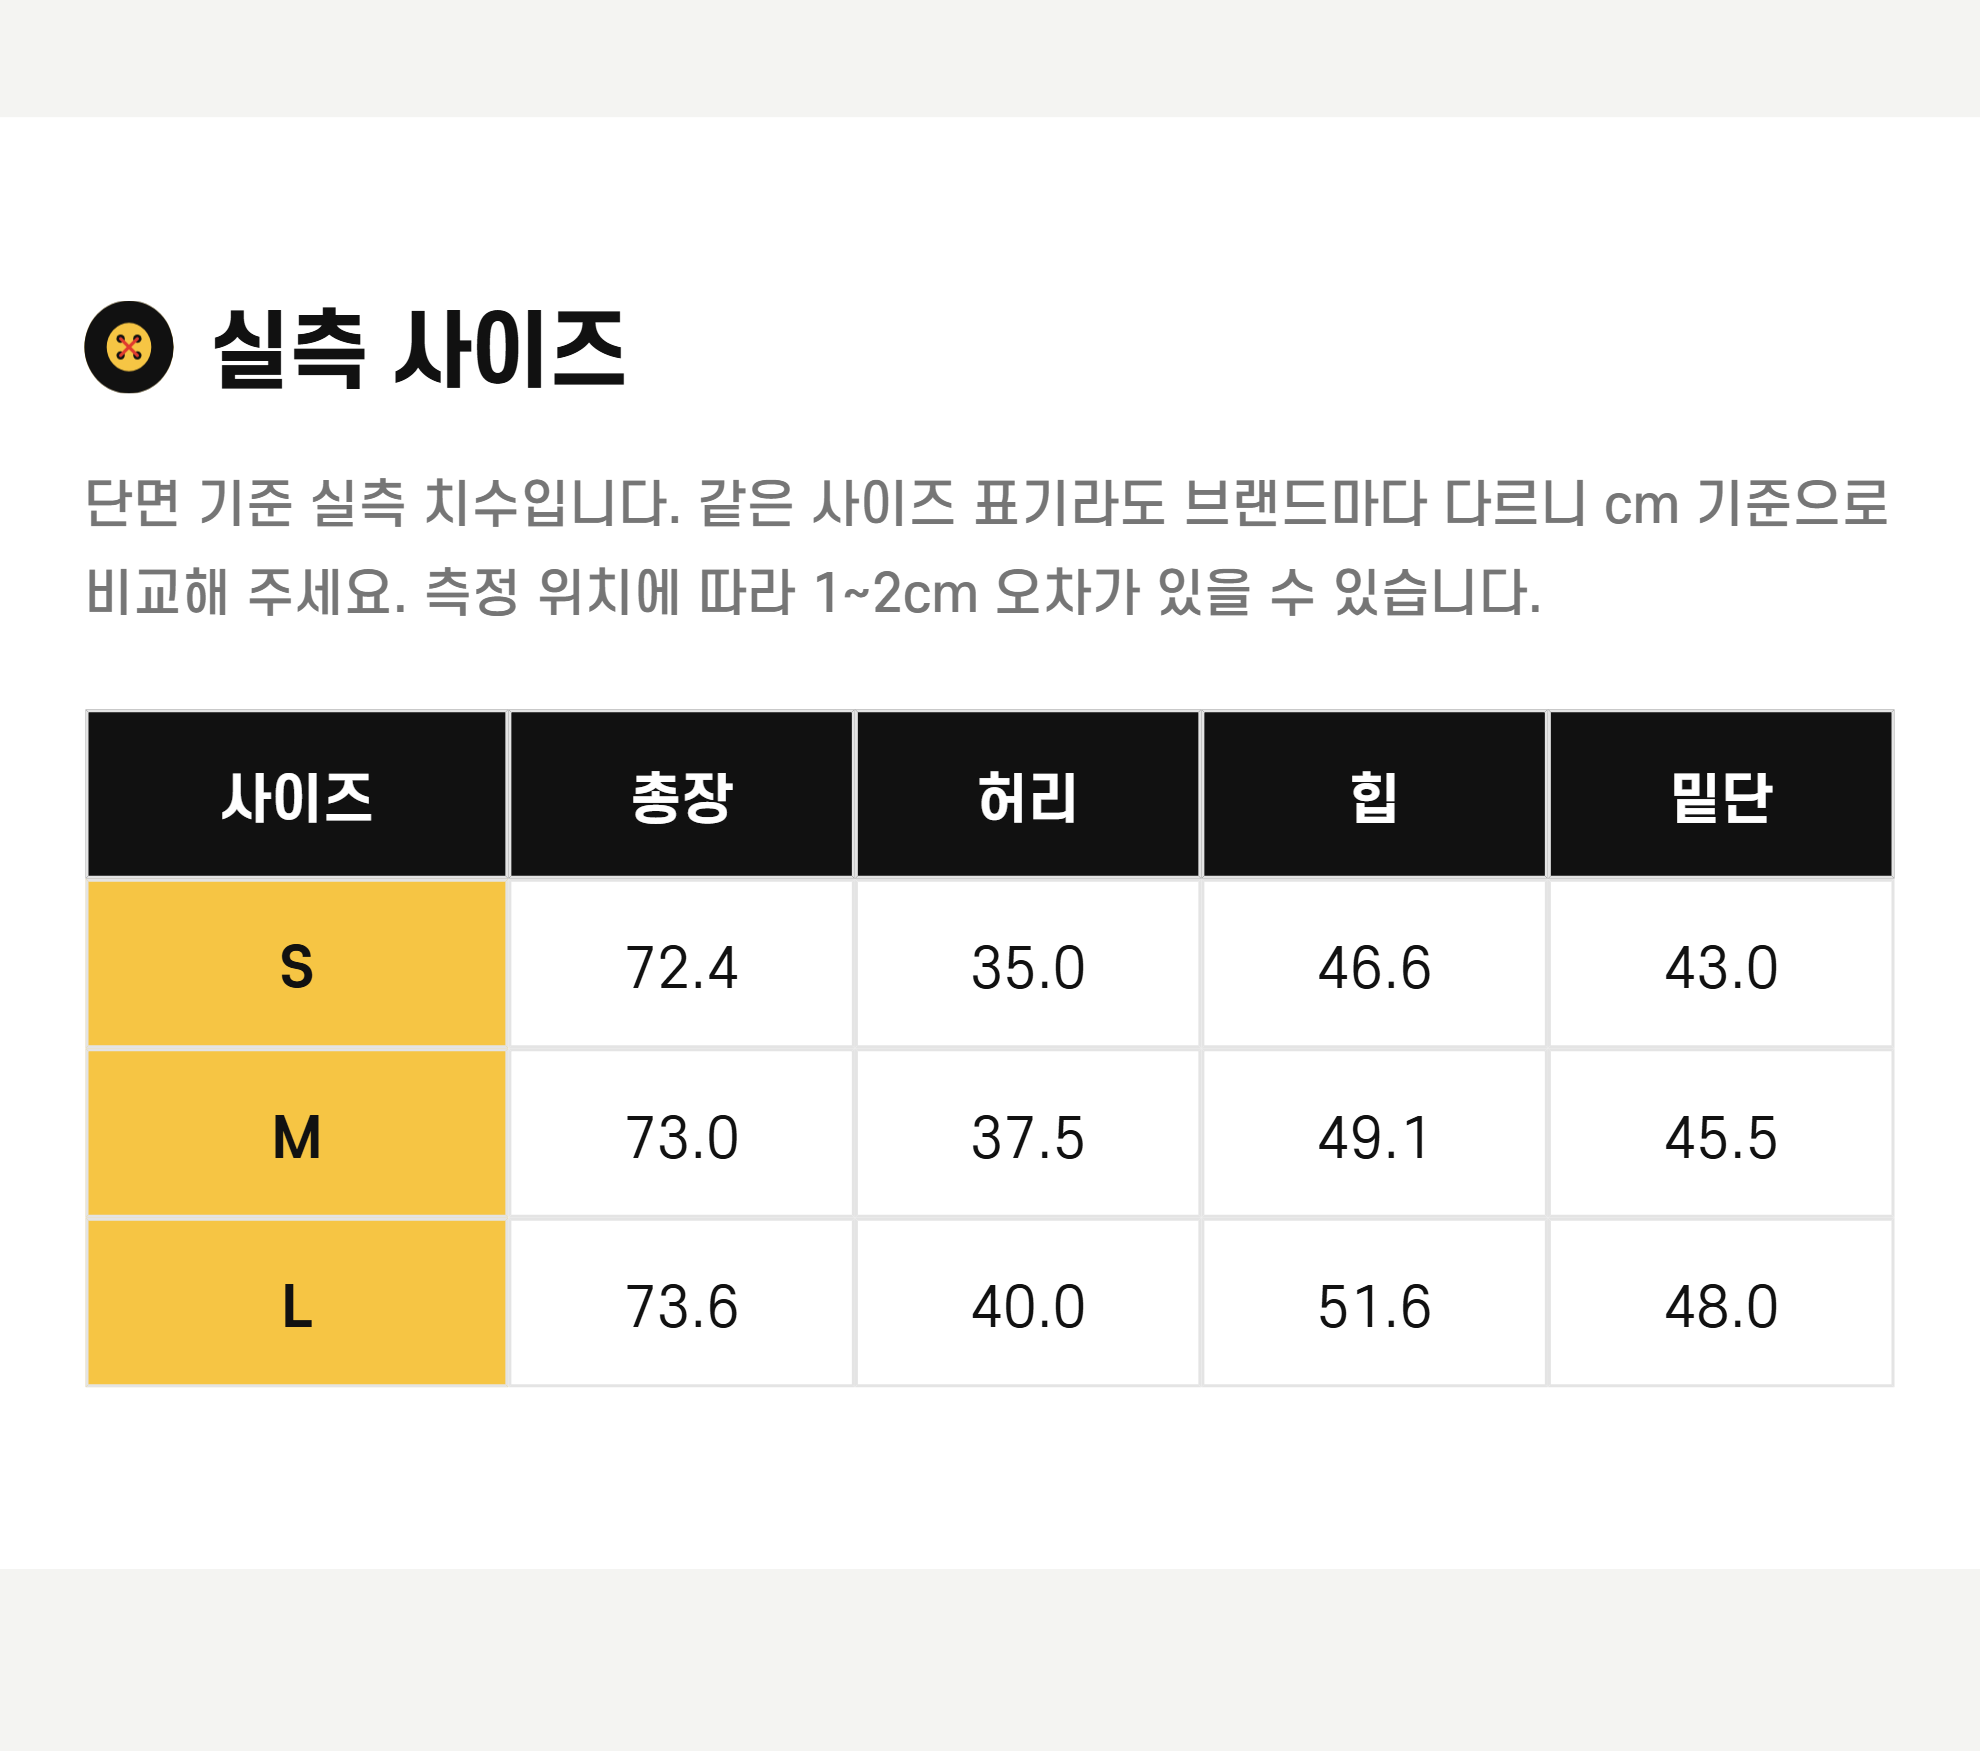 실측 사이즈
단면 기준 실측 치수입니다. 같은 사이즈 표기라도 브랜드마다 다르니 cm 기준으로
비교해 주세요. 측정 위치에 따라 1~2cm 오차가 있을 수 있습니다.
사이즈 총장 허리 힙 밑단
S 72.4 35.0 46.6 43.0
M 73.0 37.5 49.1 45.5
L 73.6 40.0 51.6 48.0